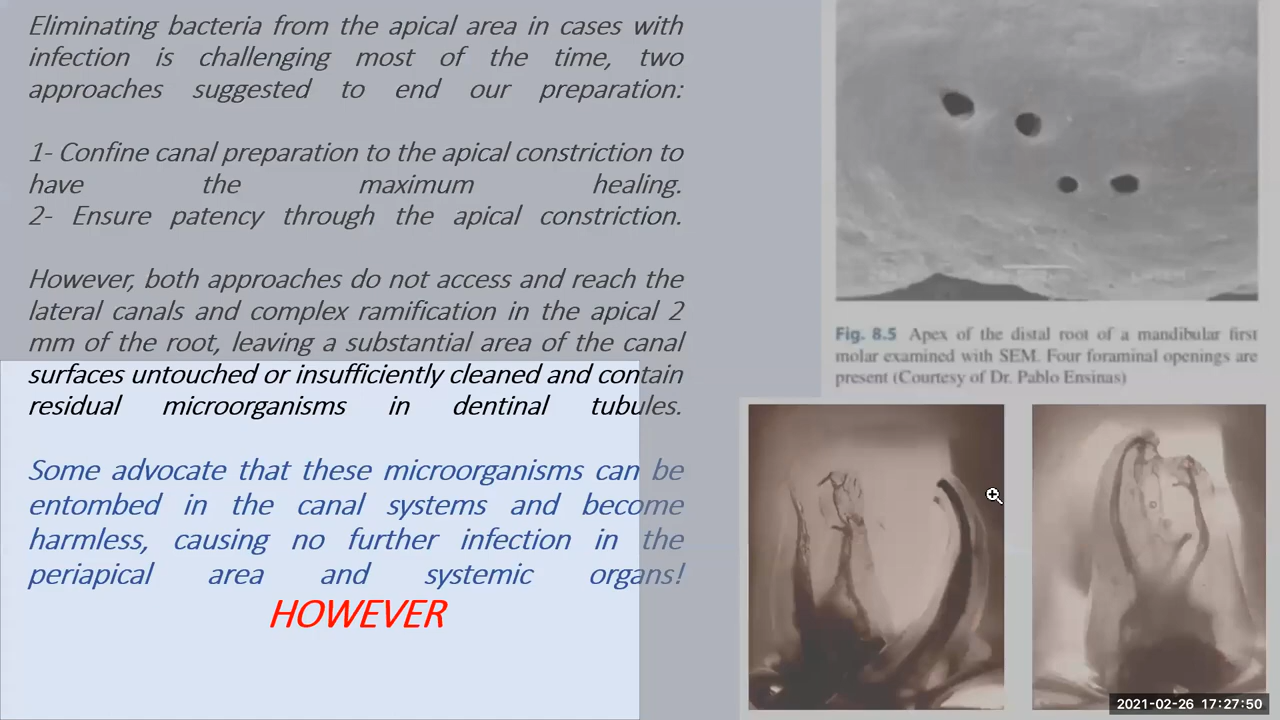 Eliminating bacteria from the apical area in cases with
infection is challenging most of the time, two
approaches suggested to end our preparation:
1- Confine canal preparation to the apical constriction to
have the maximum healing.
2- Ensure patency through the apical constriction.
However, both approaches do not access and reach the
lateral canals and complex ramification in the apical 2
mm of the root, leaving a substantial area of the canal
surfaces untouched or insufficiently cleaned and contain
residual microorganisms in dentinal tubules.
Some advocate that these microorganisms can be
entombed in the canal systems and become
harmless, causing no further infection in the
periapical area and systemic organs!
HOWEVER
Fig. 8.5 Apex of the distal root of a mandibular first
molar examined with SEM. Four foraminal openings are
present (Courtesy of Dr. Pablo Ensinas)
2021-02-26 17:27:50